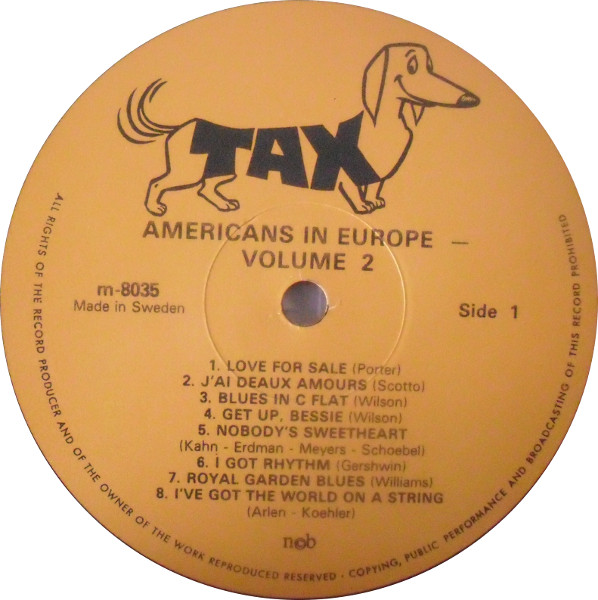 TAX
AMERICANS IN EUROPE –
VOLUME 2
m-8035
Made in Sweden
Side 1
1. LOVE FOR SALE (Porter)
2. J'AI DEAUX AMOURS (Scotto)
3. BLUES IN C FLAT (Wilson)
4. GET UP, BESSIE (Wilson)
5. NOBODY'S SWEETHEART
(Kahn - Erdman - Meyers - Schoebel)
6. I GOT RHYTHM (Gershwin)
7. ROYAL GARDEN BLUES (Williams)
8. I'VE GOT THE WORLD ON A STRING
(Arlen - Koehler)
ncb
ALL RIGHTS OF THE RECORD PRODUCER AND OF THE OWNER OF THE WORK REPRODUCED RESERVED - COPYING, PUBLIC PERFORMANCE AND BROADCASTING OF THIS RECORD PROHIBITED